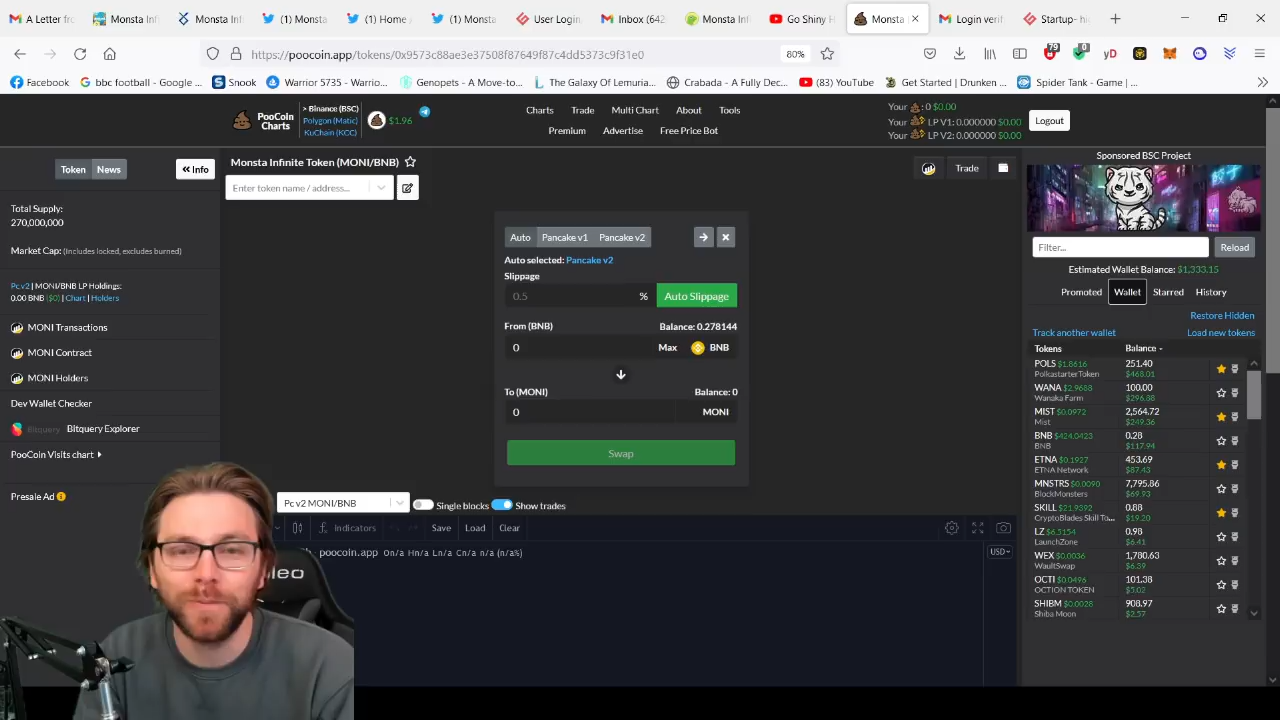 A Letter fro
Monsta Inf
Monsta Inf
(1) Monsta
(1) Home /
(1) Monsta
User Login
Inbox (642
Monsta Inf
Go Shiny H
Monsta
Login verif
Startup- hi
https://poocoin.app/tokens/0x9573c88ae3e37508f87649f87c4dd5373c9f31e0
80%
79
0
yD
Facebook
bbc football - Google ...
Snook
Warrior 5735 - Warrio...
Genopets - A Move-to...
The Galaxy Of Lemuria...
Crabada - A Fully Dec...
(83) YouTube
Get Started | Drunken ...
Spider Tank - Game | ...
PooCoin
Charts
> Binance (BSC)
Polygon (Matic)
KuChain (KCC)
$1.96
Charts Trade Multi Chart About Tools
Premium Advertise Free Price Bot
Your : 0 $0.00
Your LP V1: 0.000000 $0.00
Your LP V2: 0.000000 $0.00
Logout
Token News
« Info
Total Supply:
270,000,000
Market Cap: (Includes locked, excludes burned)
Pc v2 | MONI/BNB LP Holdings:
0.00 BNB ($0) | Chart | Holders
MONI Transactions
MONI Contract
MONI Holders
Dev Wallet Checker
Bitquery Bitquery Explorer
PooCoin Visits chart
Presale Ad
Monsta Infinite Token (MONI/BNB)
Enter token name / address...
Trade
Auto Pancake v1 Pancake v2
Auto selected: Pancake v2
Slippage
0.5 % Auto Slippage
From (BNB) Balance: 0.278144
0 Max BNB
To (MONI) Balance: 0
0 MONI
Swap
Pc v2 MONI/BNB
Single blocks
Show trades
Indicators
Save
Load
Clear
poocoin.app On/a Hn/a Ln/a Cn/a n/a (n/a%)
USD
Sponsored BSC Project
Filter...
Reload
Estimated Wallet Balance: $1,333.15
Promoted Wallet Starred History
Restore Hidden
Track another wallet Load new tokens
Tokens Balance
POLS $1.8616 251.40
PolkastarterToken $468.01
WANA $2.9688 100.00
Wanaka Farm $296.88
MIST $0.0972 2,564.72
Mist $249.36
BNB $424.0423 0.28
BNB $117.94
ETNA $0.1927 453.69
ETNA Network $87.43
MNSTRS $0.0090 7,795.86
BlockMonsters $69.93
SKILL $21.9392 0.88
CryptoBlades Skill To... $19.20
LZ $6.5154 0.98
LaunchZone $6.41
WEX $0.0036 1,780.63
WaultSwap $6.39
OCTI $0.0496 101.38
OCTION TOKEN $5.02
SHIBM $0.0028 908.97
Shiba Moon $2.57